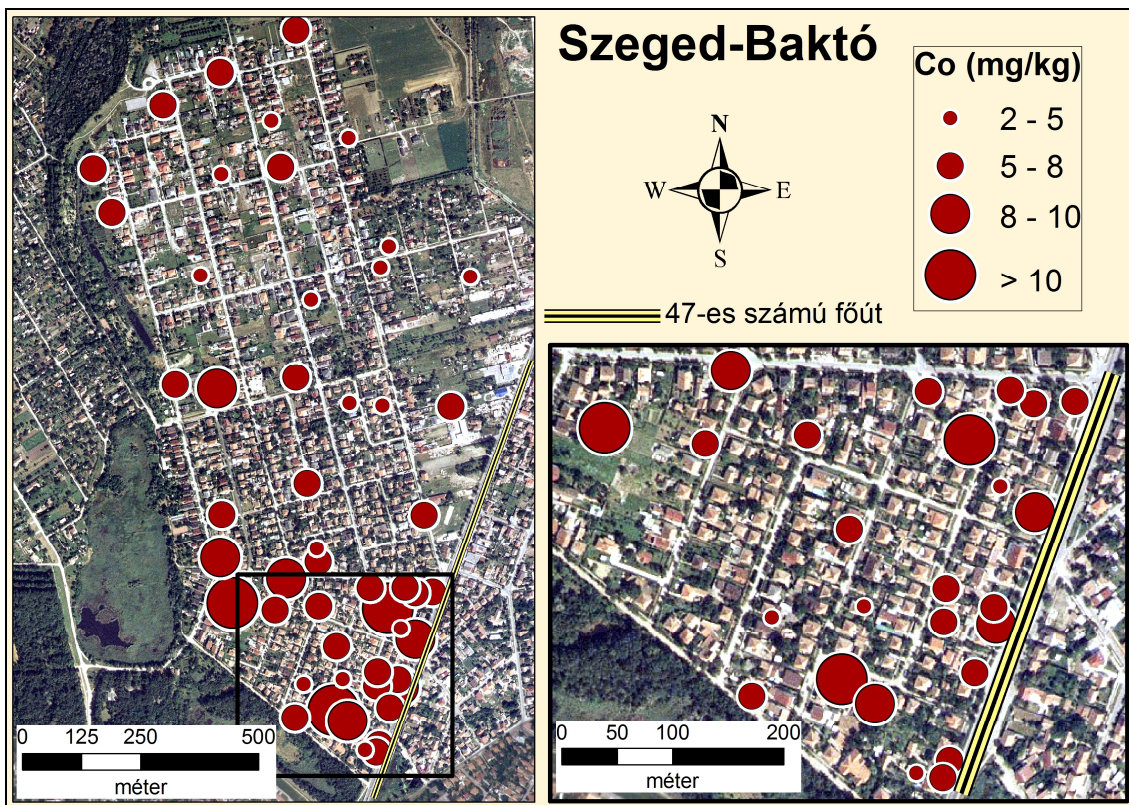 Szeged-Baktó
Co (mg/kg)
2 - 5
5 - 8
8 - 10
> 10
N
W E
S
47-es számú főút
0 125 250 500
méter
0 50 100 200
méter